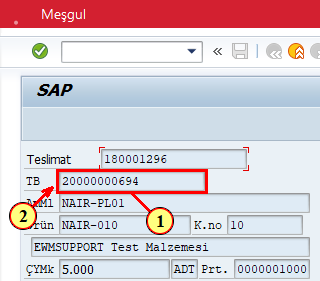 Meşgul
SAP
Teslimat 180001296
TB 20000000694
NAIR-PL01
NAIR-010 K.no 10
EWMSUPPORT Test Malzemesi
ÇYMk 5.000 ADT Prt. 0000001000
1
2